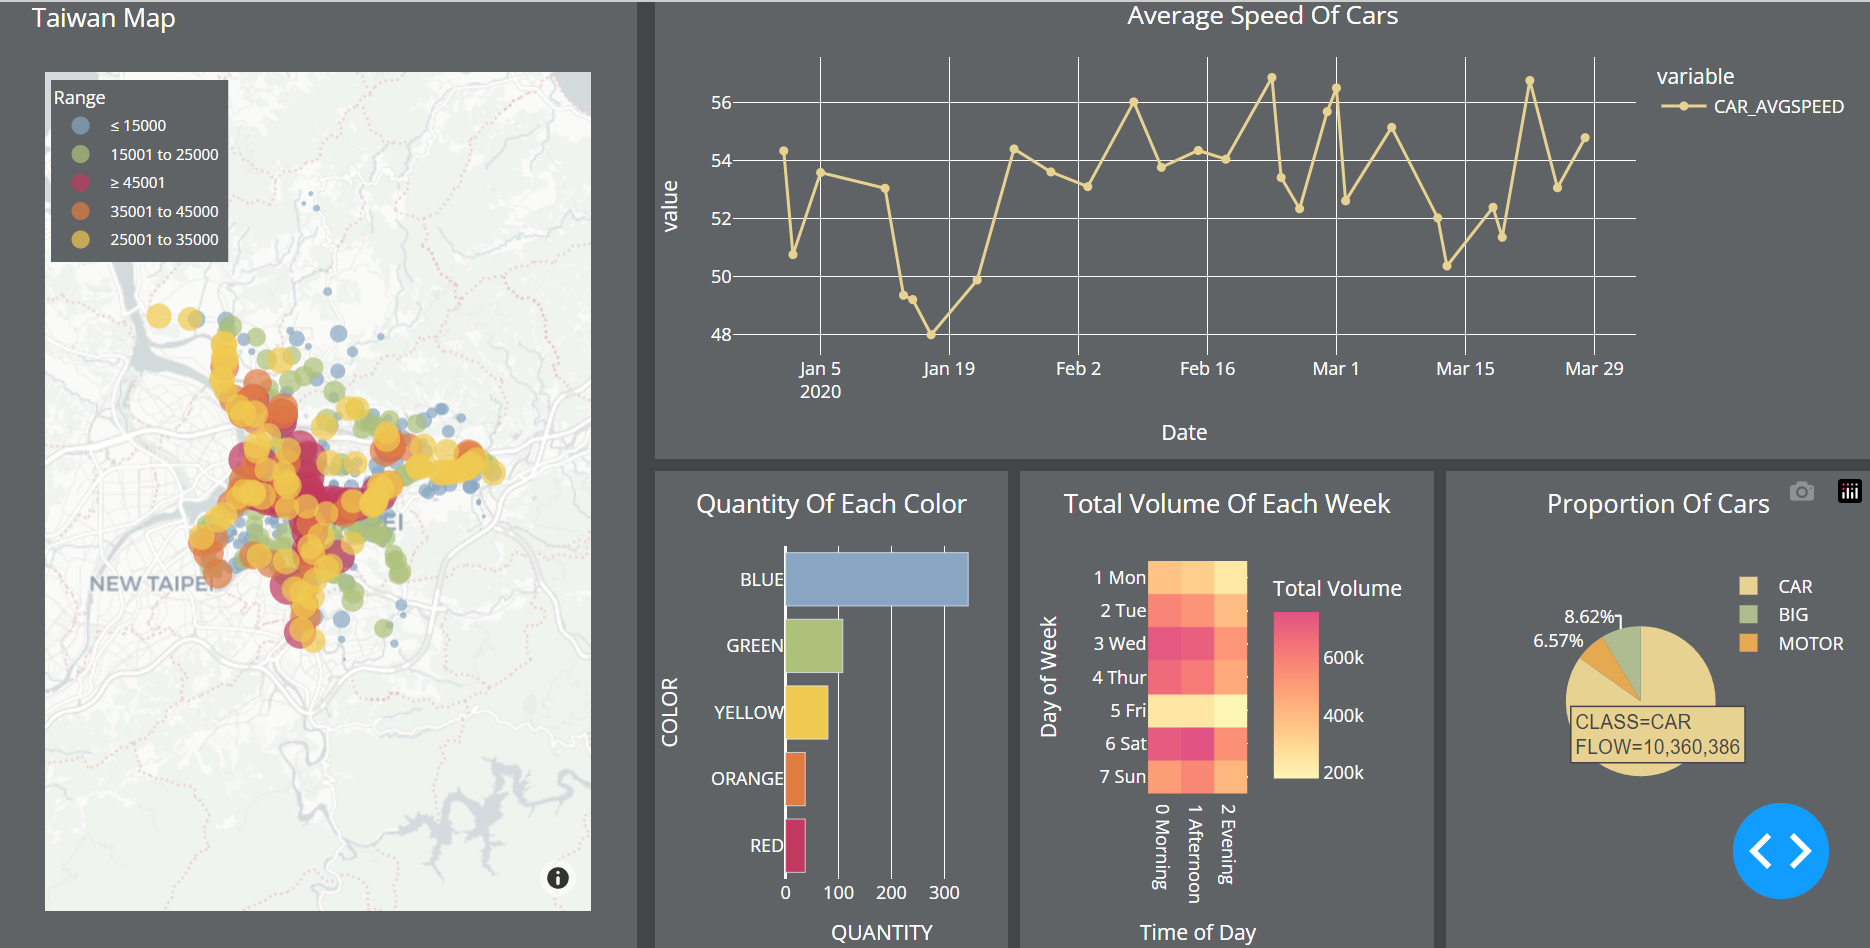 Taiwan Map
Range
≤ 15000
15001 to 25000
≥ 45001
35001 to 45000
25001 to 35000
NEW TAIPEI
EI
Average Speed Of Cars
value
56
54
52
50
48
Jan 5
2020
Jan 19
Feb 2
Feb 16
Mar 1
Mar 15
Mar 29
Date
variable
CAR_AVGSPEED
Quantity Of Each Color
COLOR
BLUE
GREEN
YELLOW
ORANGE
RED
0
100
200
300
QUANTITY
Total Volume Of Each Week
Day of Week
1 Mon
2 Tue
3 Wed
4 Thur
5 Fri
6 Sat
7 Sun
0 Morning
1 Afternoon
2 Evening
Time of Day
Total Volume
600k
400k
200k
Proportion Of Cars
8.62%
6.57%
CLASS=CAR
FLOW=10,360,386
CAR
BIG
MOTOR